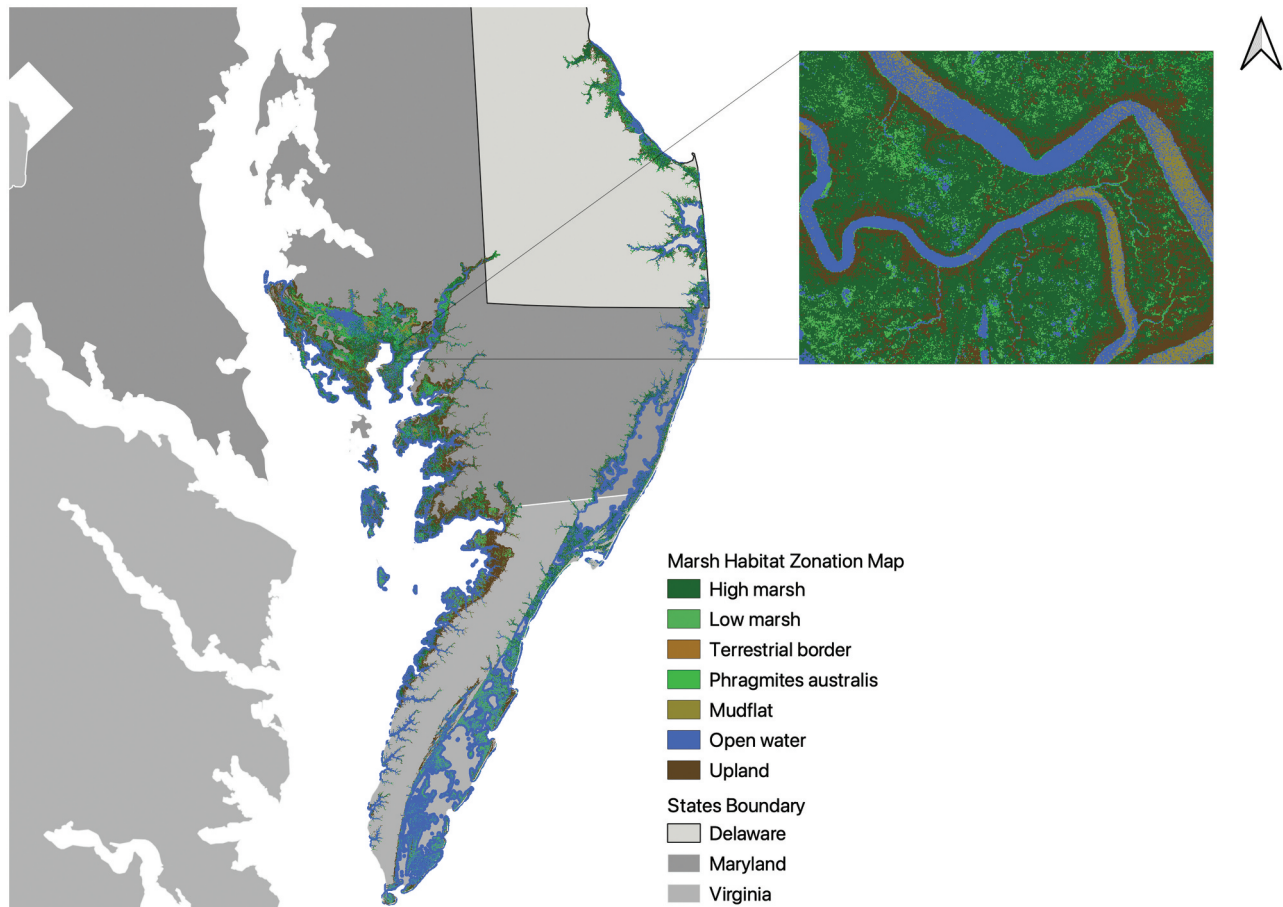 Marsh Habitat Zonation Map
High marsh
Low marsh
Terrestrial border
Phragmites australis
Mudflat
Open water
Upland
States Boundary
Delaware
Maryland
Virginia